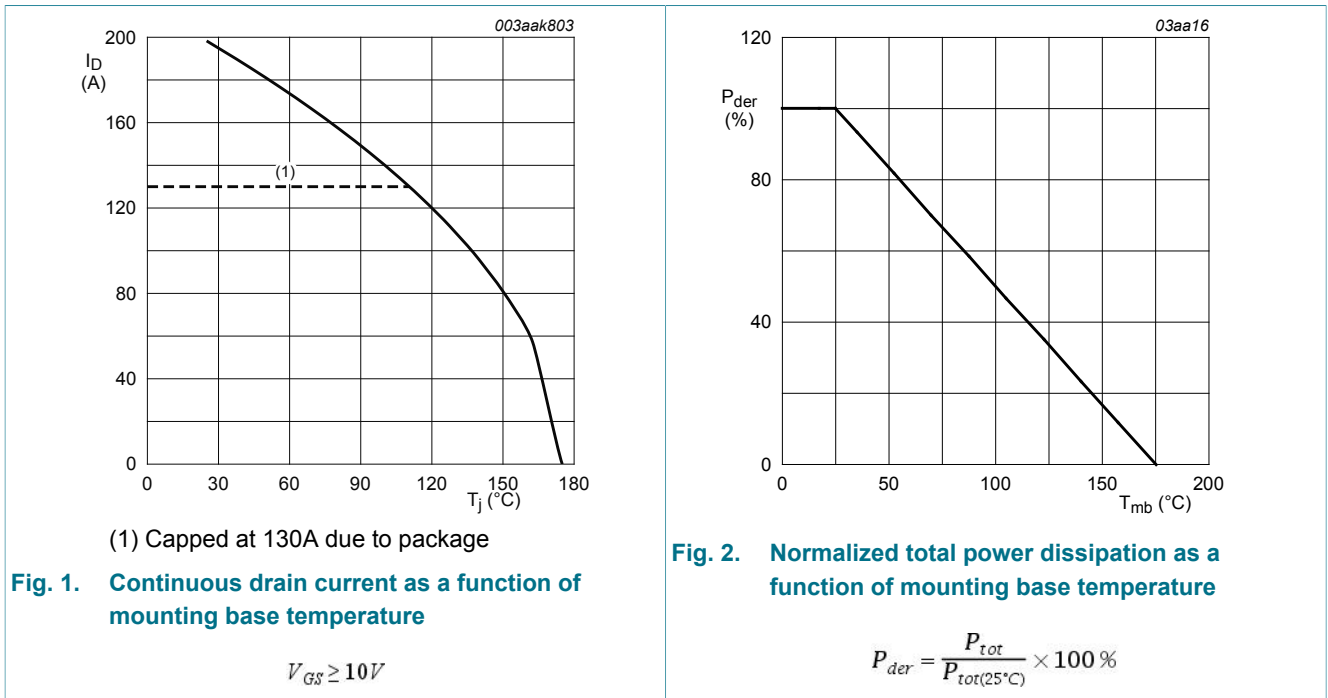 003aak803
200
I_D
(A)
160
(1)
120
80
40
0
0 30 60 90 120 150 180
T_j (°C)
(1) Capped at 130A due to package
Fig. 1. Continuous drain current as a function of
mounting base temperature
V_GS ≥ 10V
03aa16
120
P_der
(%)
80
40
0
0 50 100 150 200
T_mb (°C)
Fig. 2. Normalized total power dissipation as a
function of mounting base temperature
P_der = P_tot / P_tot(25°C) × 100 %